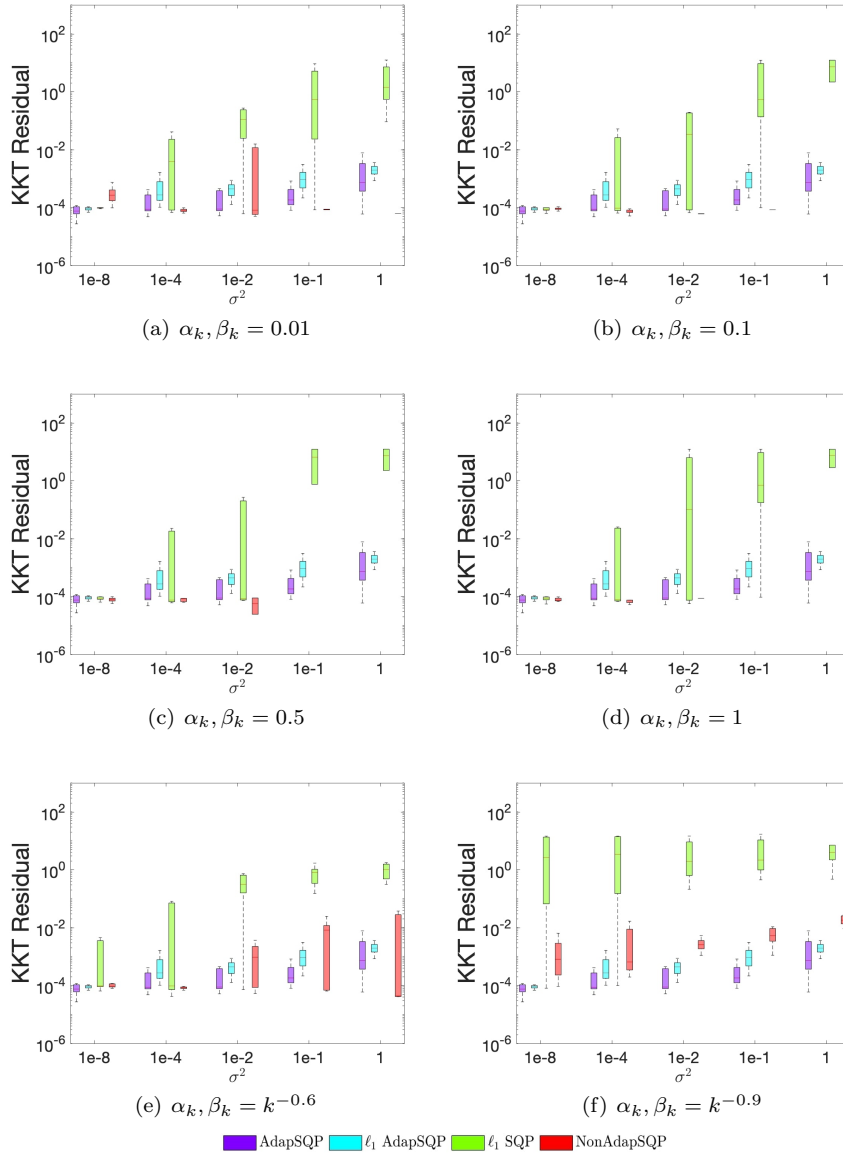 KKT Residual
10^2
10^0
10^-2
10^-4
10^-6
1e-8 1e-4 1e-2 1e-1 1
σ^2
(a) α_k, β_k = 0.01
KKT Residual
10^2
10^0
10^-2
10^-4
10^-6
1e-8 1e-4 1e-2 1e-1 1
σ^2
(b) α_k, β_k = 0.1
KKT Residual
10^2
10^0
10^-2
10^-4
10^-6
1e-8 1e-4 1e-2 1e-1 1
σ^2
(c) α_k, β_k = 0.5
KKT Residual
10^2
10^0
10^-2
10^-4
10^-6
1e-8 1e-4 1e-2 1e-1 1
σ^2
(d) α_k, β_k = 1
KKT Residual
10^2
10^0
10^-2
10^-4
10^-6
1e-8 1e-4 1e-2 1e-1 1
σ^2
(e) α_k, β_k = k^-0.6
KKT Residual
10^2
10^0
10^-2
10^-4
10^-6
1e-8 1e-4 1e-2 1e-1 1
σ^2
(f) α_k, β_k = k^-0.9
AdapSQP ℓ_1 AdapSQP ℓ_1 SQP NonAdapSQP